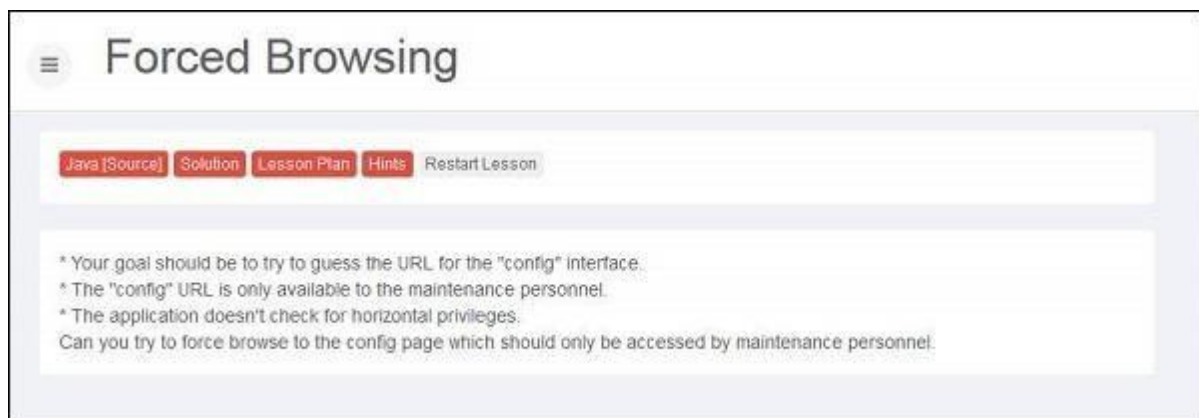 Forced Browsing
Java [Source] Solution Lesson Plan Hints Restart Lesson
* Your goal should be to try to guess the URL for the "config" interface.
* The "config" URL is only available to the maintenance personnel.
* The application doesn't check for horizontal privileges.
Can you try to force browse to the config page which should only be accessed by maintenance personnel.